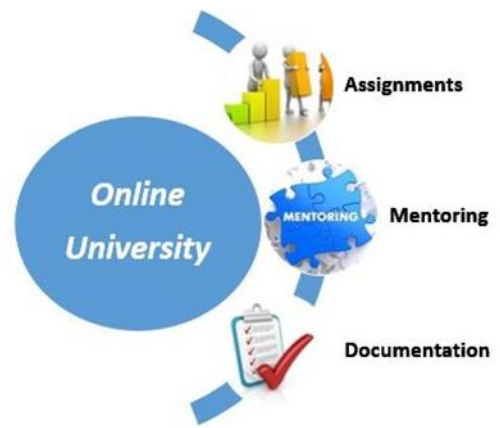 Assignments
Online
University
MENTORING
Mentoring
Documentation